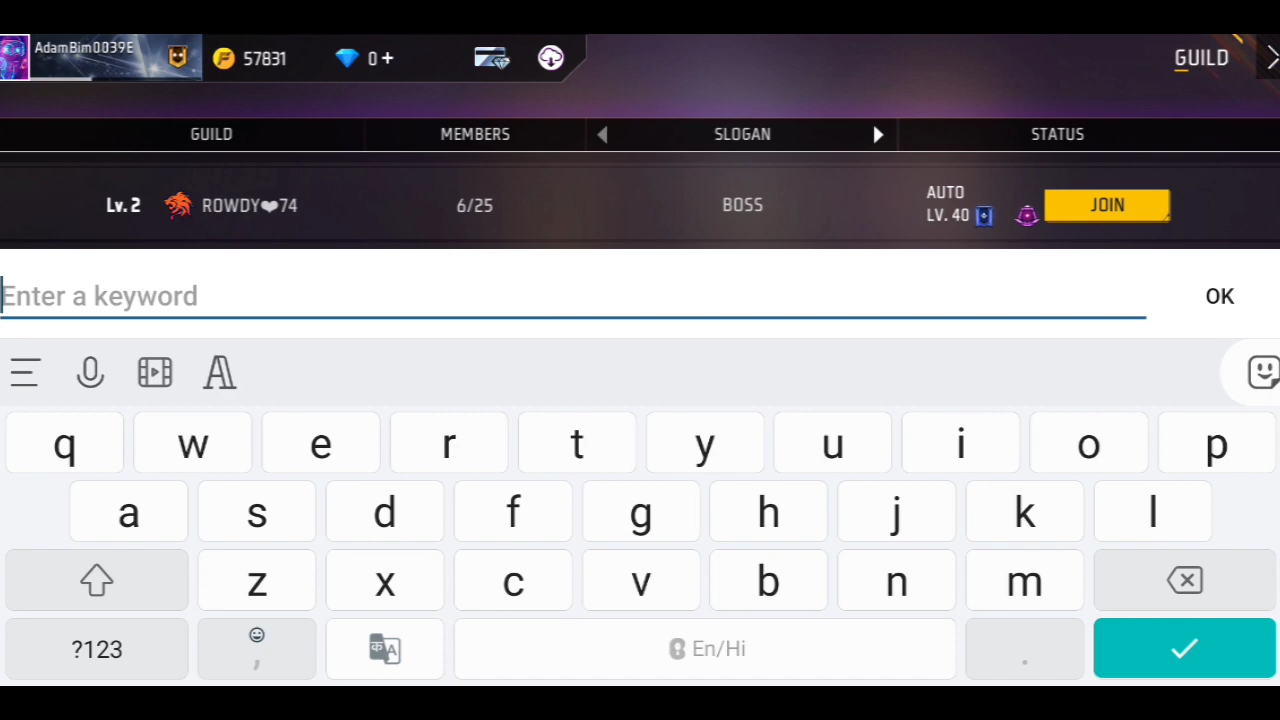 AdamBim0039E
57831
0+
GUILD
GUILD MEMBERS SLOGAN STATUS
Lv. 2 ROWDY❤74 6/25 BOSS AUTO LV. 40 JOIN
Enter a keyword OK
q w e r t y u i o p
a s d f g h j k l
z x c v b n m
?123 , En/Hi .